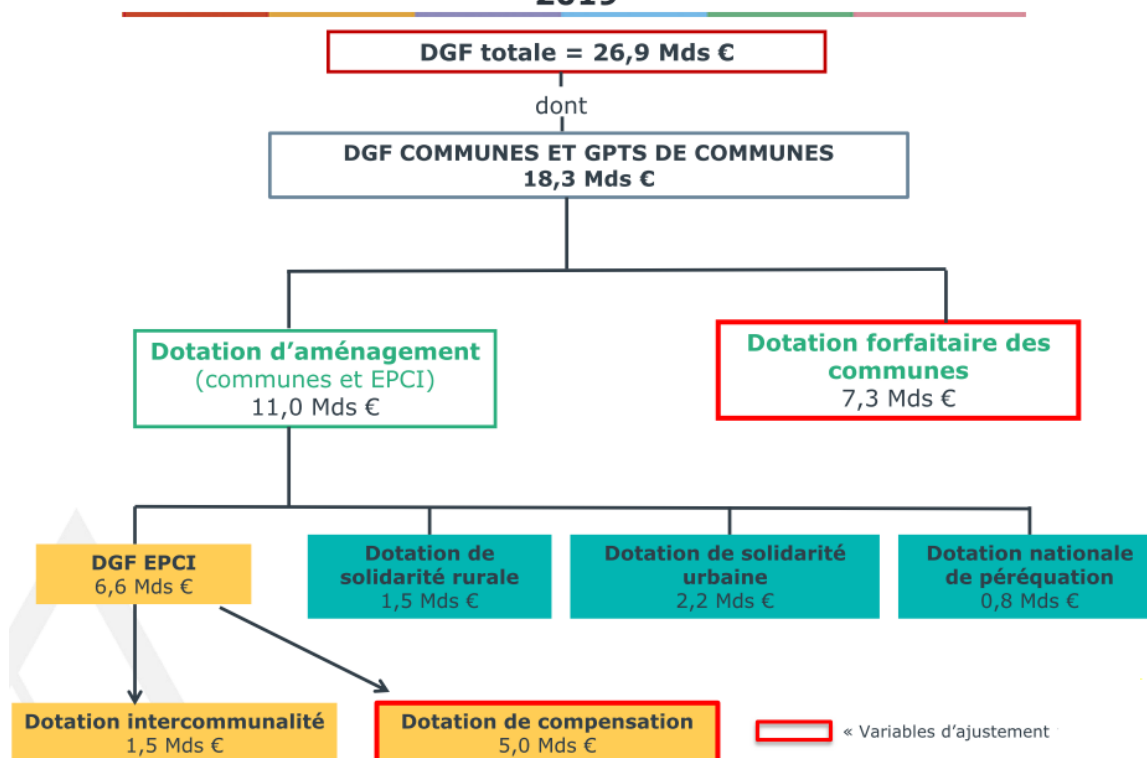 2019
DGF totale = 26,9 Mds €
dont
DGF COMMUNES ET GPTS DE COMMUNES
18,3 Mds €
Dotation d’aménagement
(communes et EPCI)
11,0 Mds €
Dotation forfaitaire des
communes
7,3 Mds €
DGF EPCI
6,6 Mds €
Dotation de
solidarité rurale
1,5 Mds €
Dotation de solidarité
urbaine
2,2 Mds €
Dotation nationale
de péréquation
0,8 Mds €
Dotation intercommunalité
1,5 Mds €
Dotation de compensation
5,0 Mds €
« Variables d’ajustement